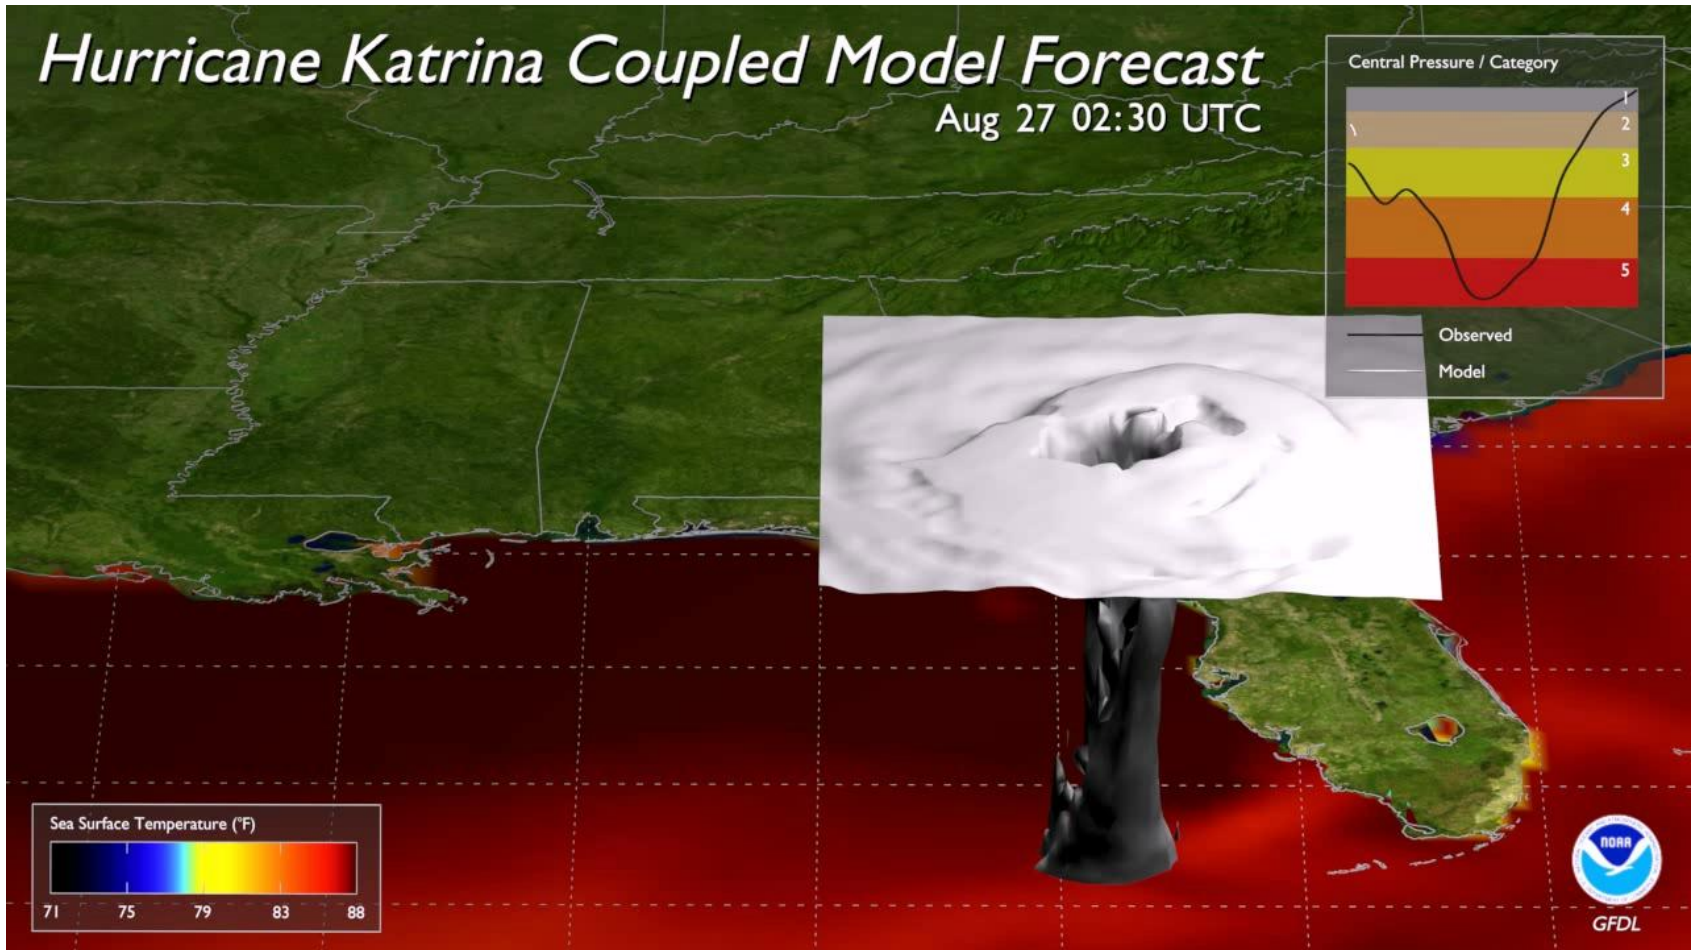 Hurricane Katrina Coupled Model Forecast
Aug 27 02:30 UTC
Central Pressure / Category
1
2
3
4
5
Observed
Model
Sea Surface Temperature (°F)
71 75 79 83 88
NOAA
GFDL